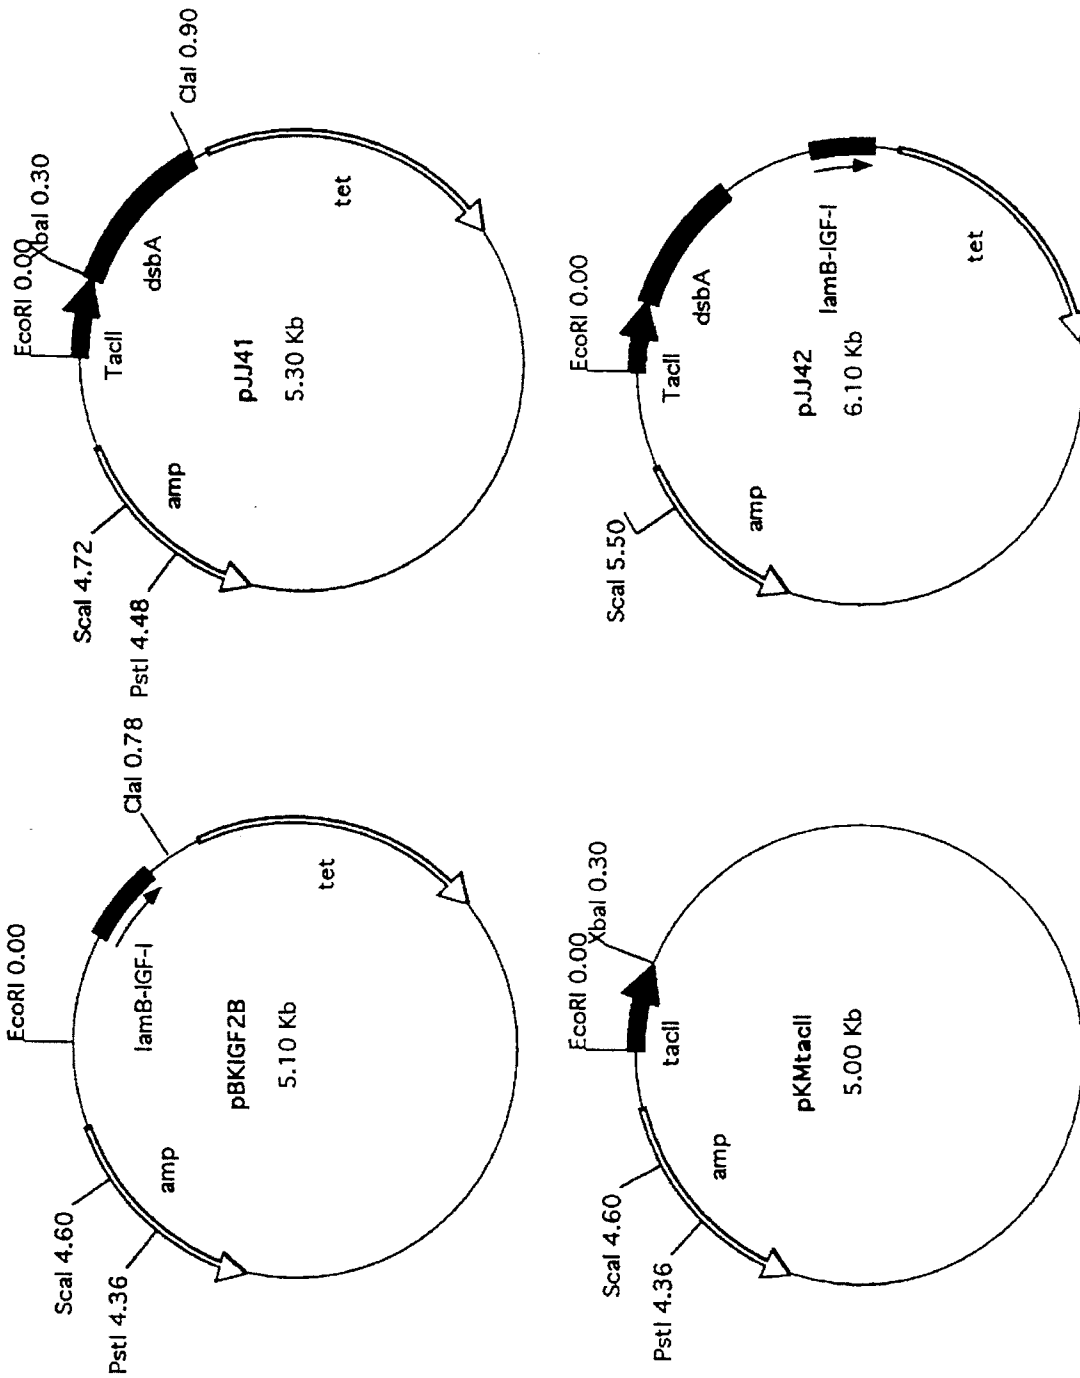 EcoRI 0.00
ClaI 0.78
lamB-IGF-I
ScaI 4.60
PstI 4.36
amp
tet
pBKIGF2B
5.10 Kb
EcoRI 0.00
XbaI 0.30
ClaI 0.90
TacII
dsbA
ScaI 4.72
PstI 4.48
amp
tet
pJJ41
5.30 Kb
EcoRI 0.00
XbaI 0.30
tacII
ScaI 4.60
PstI 4.36
amp
pKMtacII
5.00 Kb
EcoRI 0.00
TacII
dsbA
lamB-IGF-I
ScaI 5.50
amp
tet
pJJ42
6.10 Kb